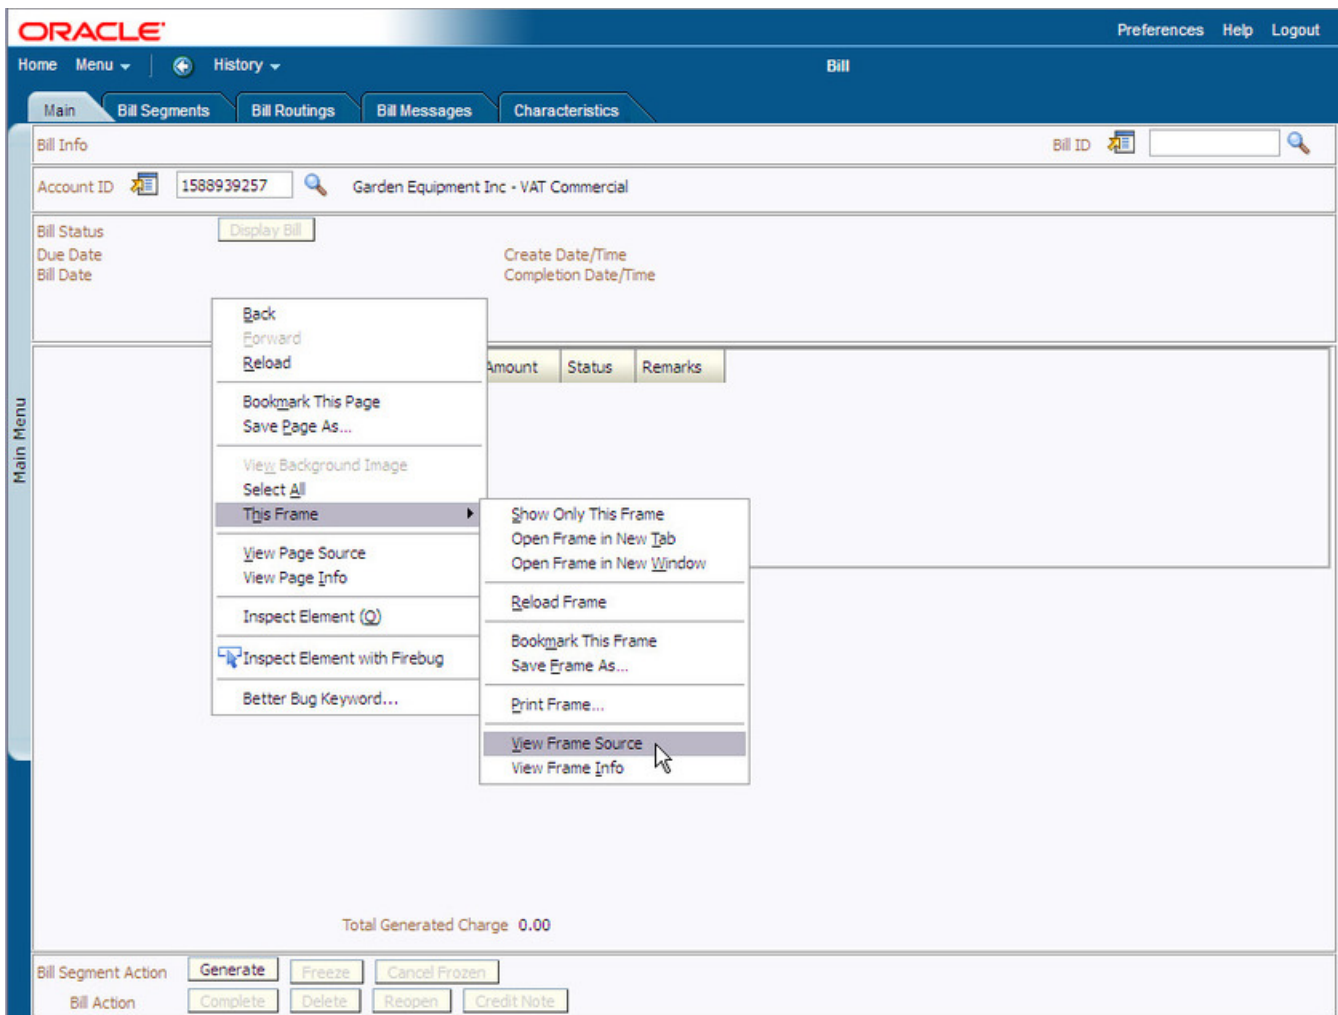 ORACLE
Preferences Help Logout
Home Menu History Bill
Main Bill Segments Bill Routings Bill Messages Characteristics
Bill Info Bill ID
Account ID 1588939257 Garden Equipment Inc - VAT Commercial
Bill Status Display Bill
Due Date Create Date/Time
Bill Date Completion Date/Time
Amount Status Remarks
Main Menu
Back
Forward
Reload
Bookmark This Page
Save Page As...
View Background Image
Select All
This Frame
View Page Source
View Page Info
Inspect Element (Q)
Inspect Element with Firebug
Better Bug Keyword...
Show Only This Frame
Open Frame in New Tab
Open Frame in New Window
Reload Frame
Bookmark This Frame
Save Frame As...
Print Frame...
View Frame Source
View Frame Info
Total Generated Charge 0.00
Bill Segment Action Generate Freeze Cancel Frozen
Bill Action Complete Delete Reopen Credit Note